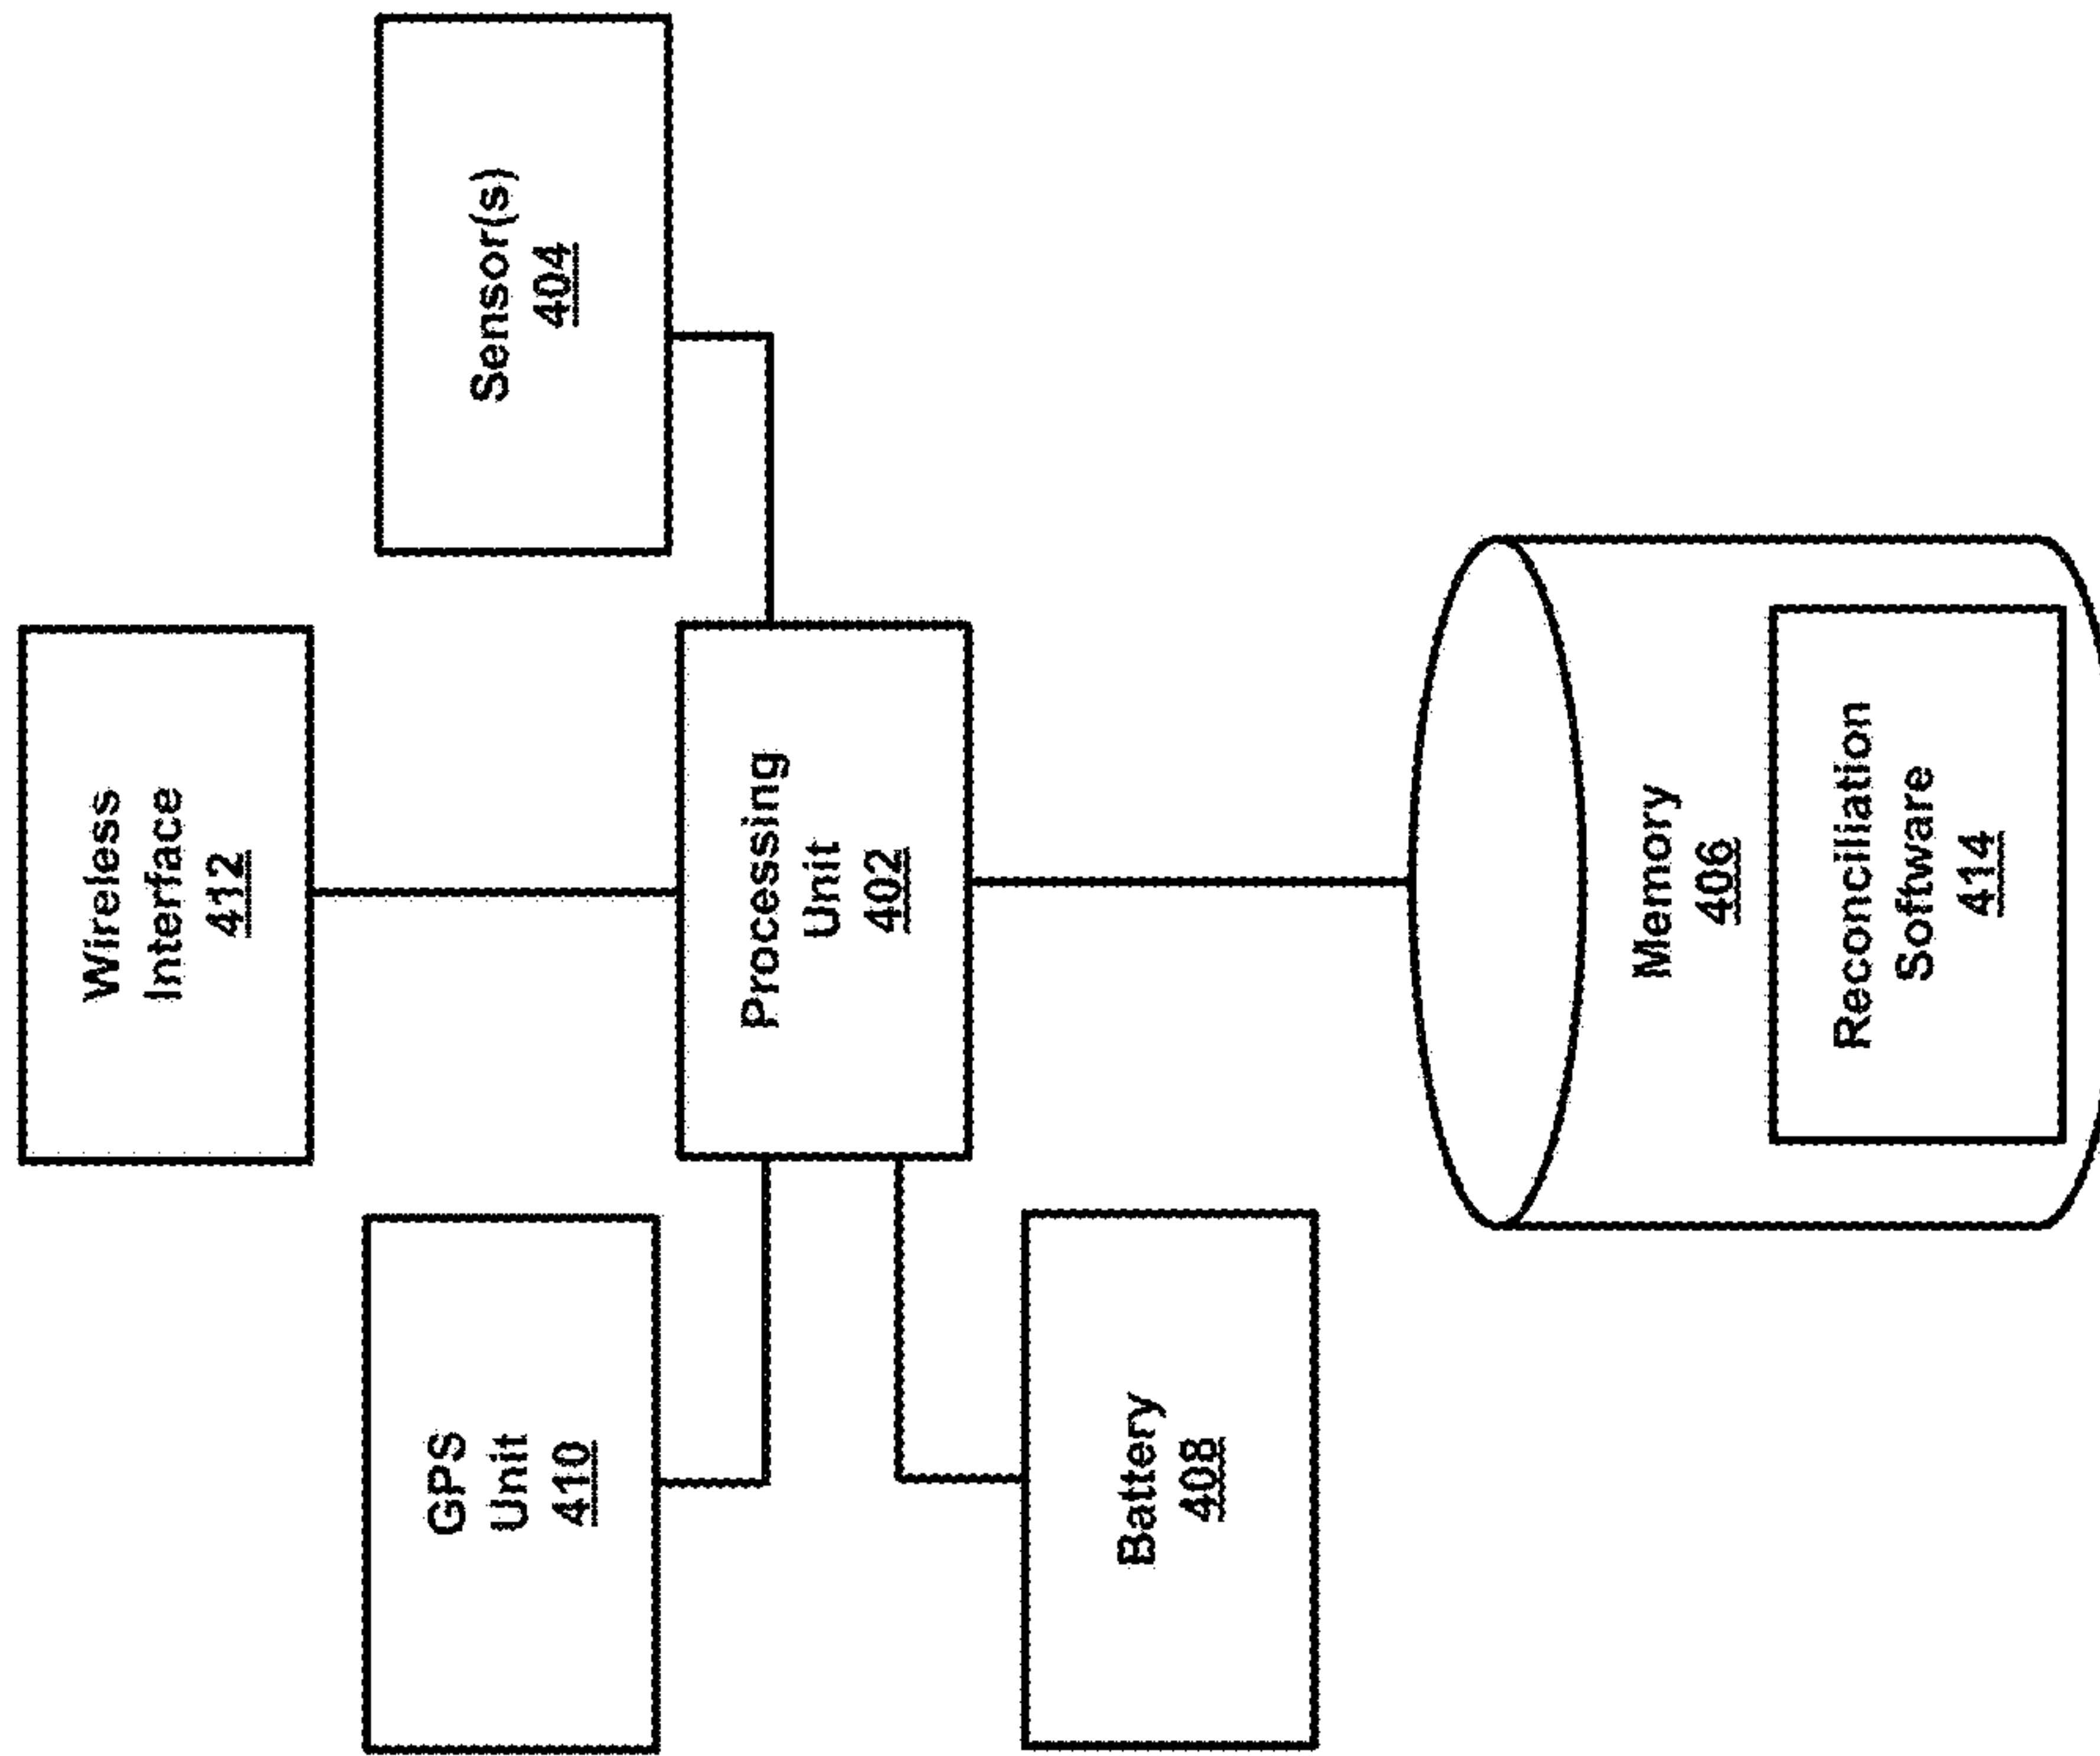 Wireless
Interface
412
Sensor(s)
404
GPS
Unit
410
Processing
Unit
402
Battery
408
Memory
406
Reconciliation
Software
414